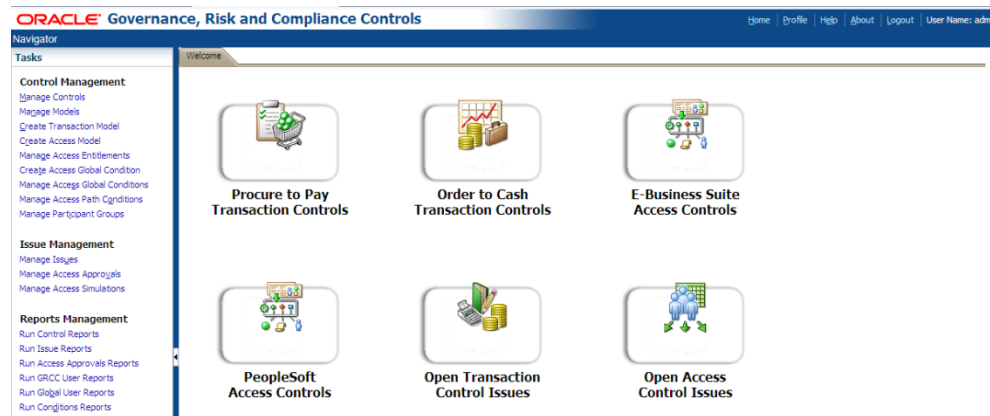 ORACLE Governance, Risk and Compliance Controls
Home Profile Help About Logout User Name: adm
Navigator
Tasks
Welcome
Control Management
Manage Controls
Manage Models
Create Transaction Model
Create Access Model
Manage Access Entitlements
Create Access Global Condition
Manage Access Global Conditions
Manage Access Path Conditions
Manage Participant Groups
Issue Management
Manage Issues
Manage Access Approvals
Manage Access Simulations
Reports Management
Run Control Reports
Run Issue Reports
Run Access Approvals Reports
Run GRCC User Reports
Run Global User Reports
Run Conditions Reports
Procure to Pay
Transaction Controls
Order to Cash
Transaction Controls
E-Business Suite
Access Controls
PeopleSoft
Access Controls
Open Transaction
Control Issues
Open Access
Control Issues